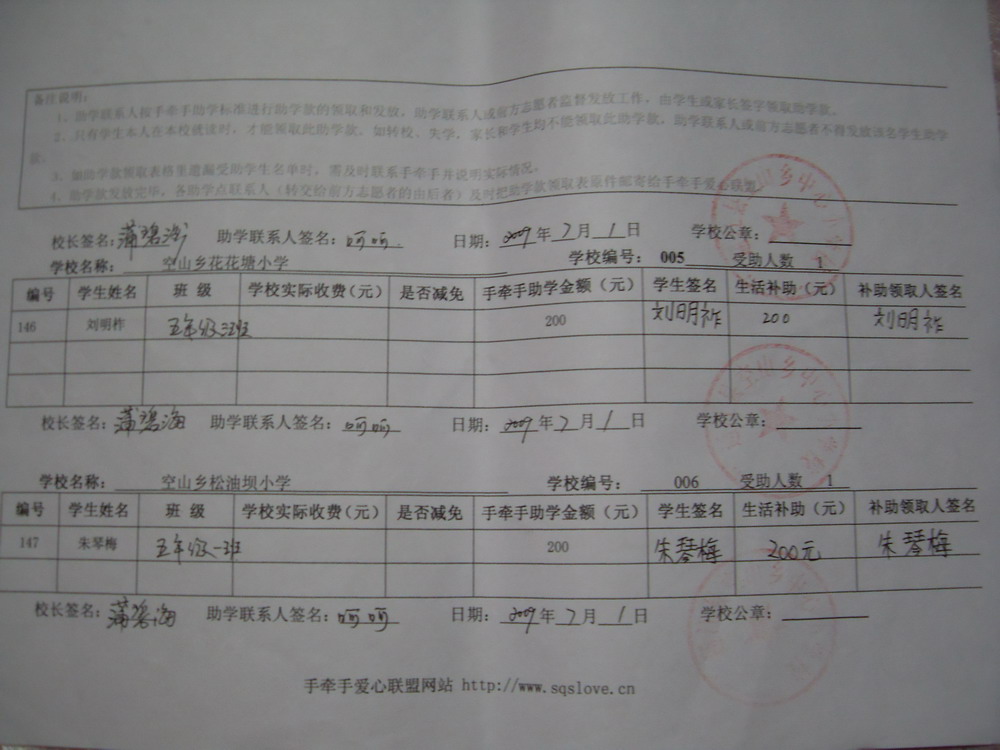 备注说明：
1、助学联系人按手牵手助学标准进行助学款的领取和发放，助学联系人或前方志愿者监督发放工作，由学生或家长签字领取助学款。
2、只有学生本人在本校就读时，才能领取此助学款，如转校、失学，家长和学生均不能领取此助学款，助学联系人或前方志愿者不得发放该名学生助学
款；
3、如助学款领取表格里遗漏受助学生名单时，需及时联系手牵手并说明实际情况。
4、助学款发放完毕，各助学点联系人（转交给前方志愿者的由后者）及时把助学款领取表原件邮寄给手牵手爱心联盟。
校长签名：蒲碧海 助学联系人签名：呵呵 日期：2009年2月1日 学校公章：
学校名称： 空山乡花花塘小学 学校编号： 005 受助人数 1
编号 学生姓名 班 级 学校实际收费（元） 是否减免 手牵手助学金额（元） 学生签名 生活补助（元） 补助领取人签名
146 刘明柞 五年级 200 刘明祚 200 刘明祚
校长签名：蒲碧海 助学联系人签名：呵呵 日期：2009年2月1日 学校公章：
学校名称： 空山乡松油坝小学 学校编号： 006 受助人数 1
编号 学生姓名 班 级 学校实际收费（元） 是否减免 手牵手助学金额（元） 学生签名 生活补助（元） 补助领取人签名
147 朱琴梅 五年级一班 200 朱琴梅 200元 朱琴梅
校长签名：蒲碧海 助学联系人签名：呵呵 日期：2009年2月1日 学校公章：
手牵手爱心联盟网站 http://www.sqslove.cn